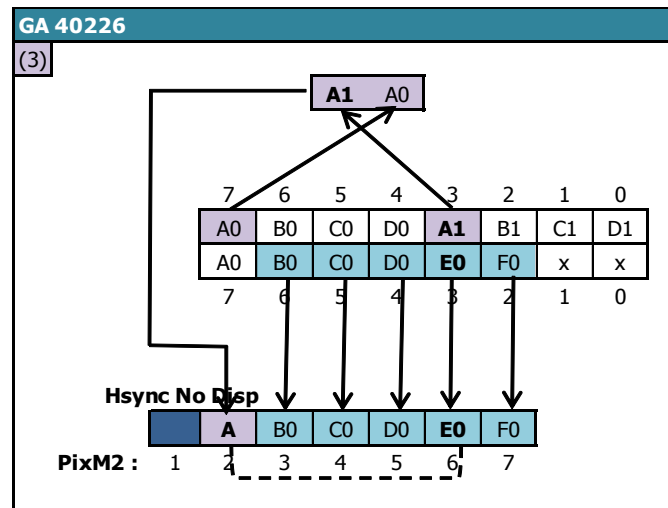 GA 40226
(3)
A1 A0
7 6 5 4 3 2 1 0
A0 B0 C0 D0 A1 B1 C1 D1
A0 B0 C0 D0 E0 F0 x x
7 6 5 4 3 2 1 0
Hsync No Disp
A B0 C0 D0 E0 F0
PixM2 : 1 2 3 4 5 6 7